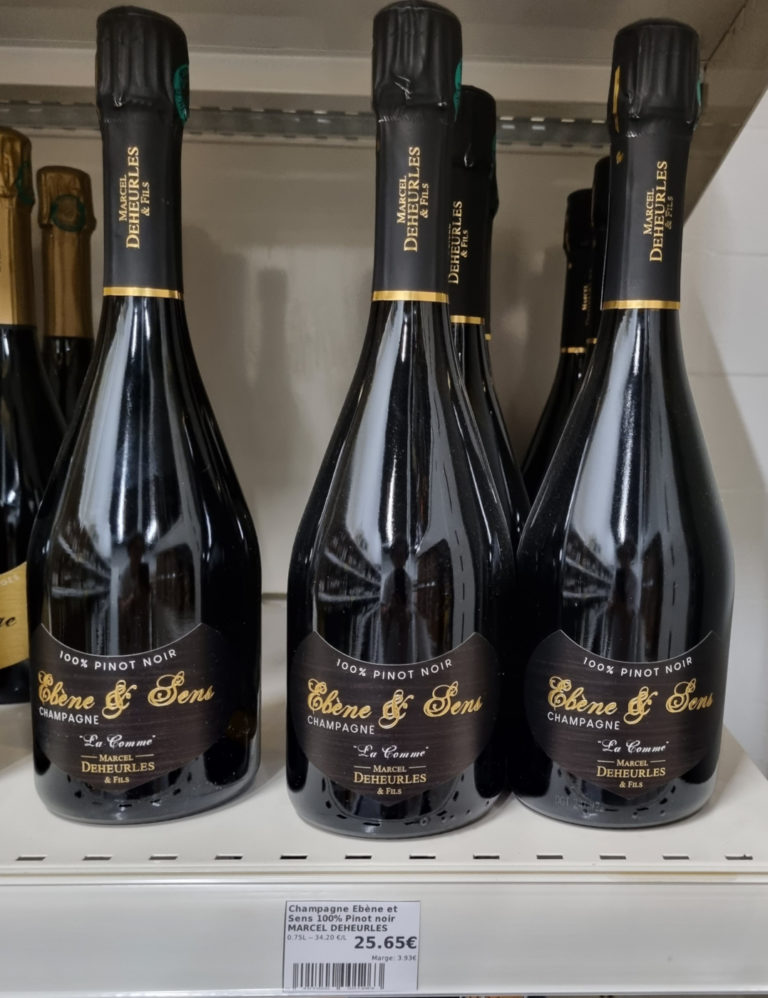 MARCEL
DEHEURLES
& FILS
MARCEL
DEHEURLES
& FILS
DEHEURLES
& FILS
MARCEL
MARCEL
DEHEURLES
& FILS
100% PINOT NOIR
Ebène & Sens
CHAMPAGNE
"La Comme"
MARCEL
DEHEURLES
& FILS
100% PINOT NOIR
Ebène & Sens
CHAMPAGNE
"La Comme"
MARCEL
DEHEURLES
& FILS
100% PINOT NOIR
Ebène & Sens
CHAMPAGNE
"La Comme"
MARCEL
DEHEURLES
& FILS
Champagne Ebène et
Sens 100% Pinot noir
MARCEL DEHEURLES
0.75L - 34.20 €/L
25.65€
Marge: 3.93€